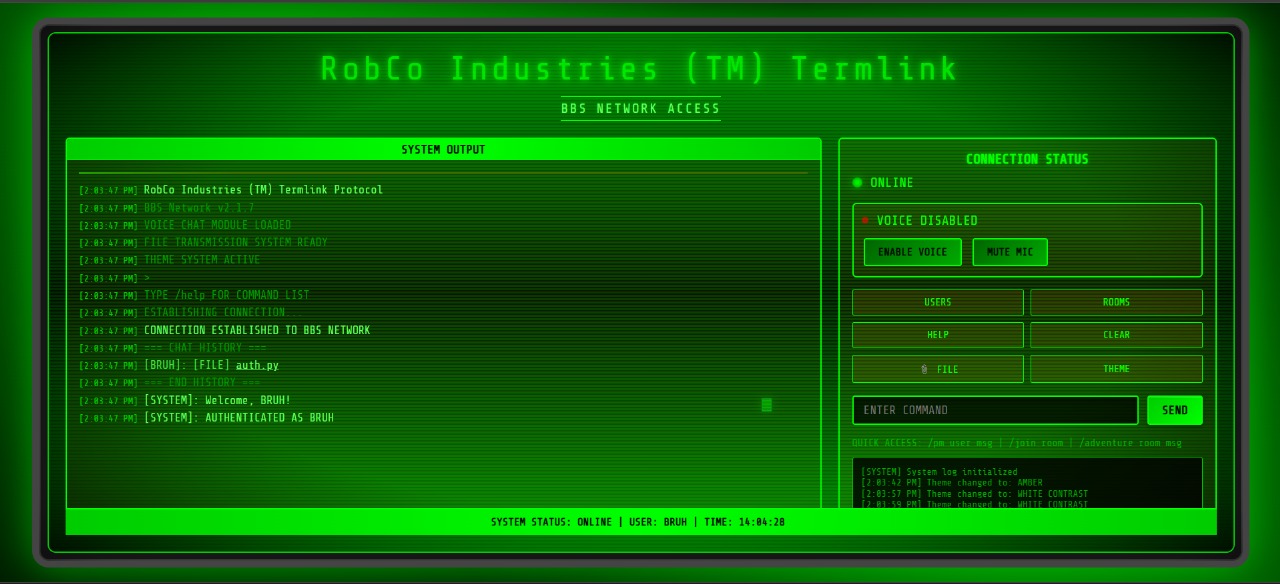 RobCo Industries (TM) Termlink
BBS NETWORK ACCESS
SYSTEM OUTPUT
[2:03:47 PM] RobCo Industries (TM) Termlink Protocol
[2:03:47 PM] BBS Network v2.1.7
[2:03:47 PM] VOICE CHAT MODULE LOADED
[2:03:47 PM] FILE TRANSMISSION SYSTEM READY
[2:03:47 PM] THEME SYSTEM ACTIVE
[2:03:47 PM] >
[2:03:47 PM] TYPE /help FOR COMMAND LIST
[2:03:47 PM] ESTABLISHING CONNECTION...
[2:03:47 PM] CONNECTION ESTABLISHED TO BBS NETWORK
[2:03:47 PM] === CHAT HISTORY ===
[2:03:47 PM] [BRUH]: [FILE] auth.py
[2:03:47 PM] === END HISTORY ===
[2:03:47 PM] [SYSTEM]: Welcome, BRUH!
[2:03:47 PM] [SYSTEM]: AUTHENTICATED AS BRUH
CONNECTION STATUS
ONLINE
VOICE DISABLED
ENABLE VOICE
MUTE MIC
USERS
ROOMS
HELP
CLEAR
FILE
THEME
ENTER COMMAND
SEND
QUICK ACCESS: /pm user msg | /join room | /adventure room msg
[SYSTEM] System log initialized
[2:03:42 PM] Theme changed to: AMBER
[2:03:57 PM] Theme changed to: WHITE CONTRAST
[2:03:59 PM] Theme changed to: WHITE CONTRAST
SYSTEM STATUS: ONLINE | USER: BRUH | TIME: 14:04:28